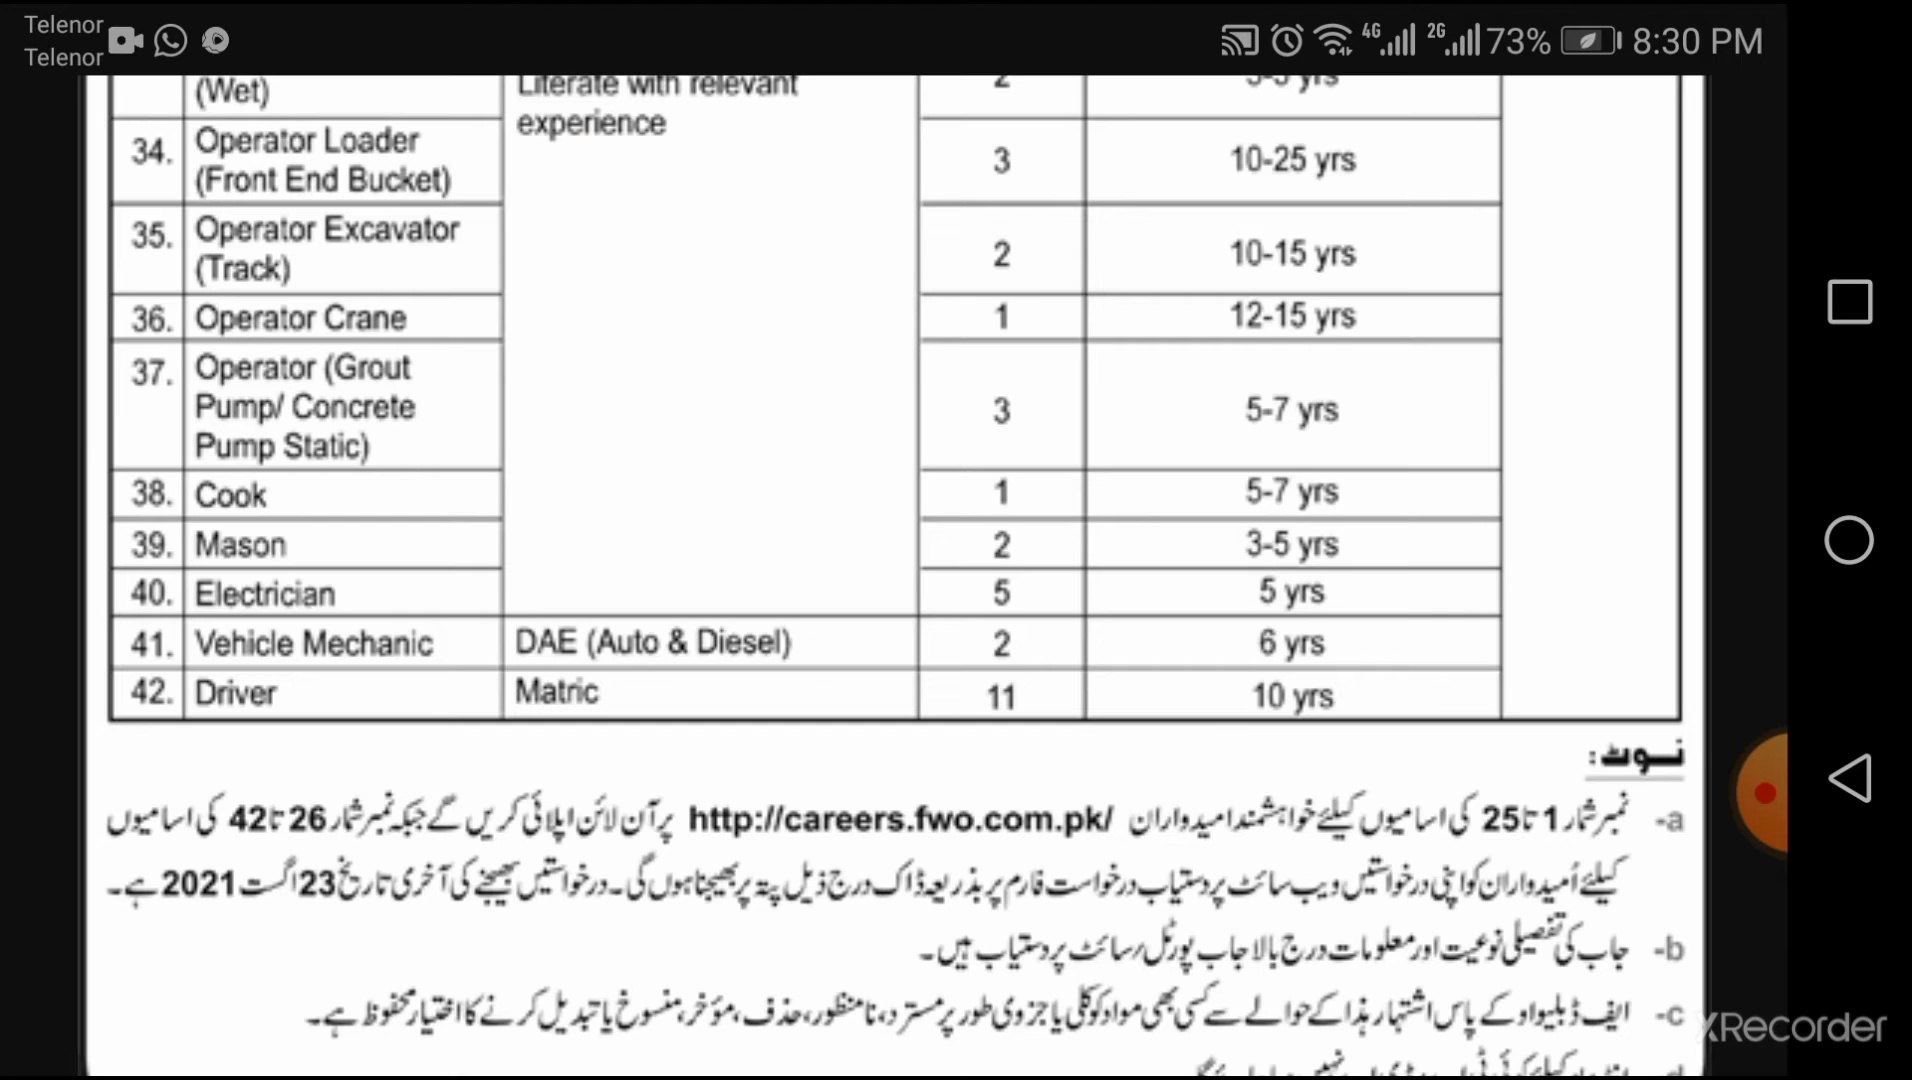 Telenor
Telenor
4G 2G 73% 8:30 PM
(Wet) Literate with relevant experience 2
34. Operator Loader (Front End Bucket) 3 10-25 yrs
35. Operator Excavator (Track) 2 10-15 yrs
36. Operator Crane 1 12-15 yrs
37. Operator (Grout Pump/ Concrete Pump Static) 3 5-7 yrs
38. Cook 1 5-7 yrs
39. Mason 2 3-5 yrs
40. Electrician 5 5 yrs
41. Vehicle Mechanic DAE (Auto & Diesel) 2 6 yrs
42. Driver Matric 11 10 yrs
نوٹ:
a- نمبر شمار 1 تا 25 کی اسامیوں کیلئے خواہشمند امیدواران http://careers.fwo.com.pk/ پر آن لائن اپلائی کریں گے جبکہ نمبر شمار 26 تا 42 کی اسامیوں
کیلئے اُمیدواران کو اپنی درخواستیں ویب سائٹ پر دستیاب درخواست فارم پر بذریعہ ڈاک درج ذیل پتہ پر بھیجنا ہوں گی۔ درخواستیں بھیجنے کی آخری تاریخ 23 اگست 2021 ہے۔
b- جاب کی تفصیلی نوعیت اور معلومات درج بالا جاب پورٹل/سائٹ پر دستیاب ہیں۔
c- ایف ڈبلیو او کے پاس اشتہار ہذا کے حوالے سے کسی بھی مواد کو کلی یا جزوی طور پر مسترد، نامنظور، حذف، مؤخر، منسوخ یا تبدیل کرنے کا اختیار محفوظ ہے۔
XRecorder